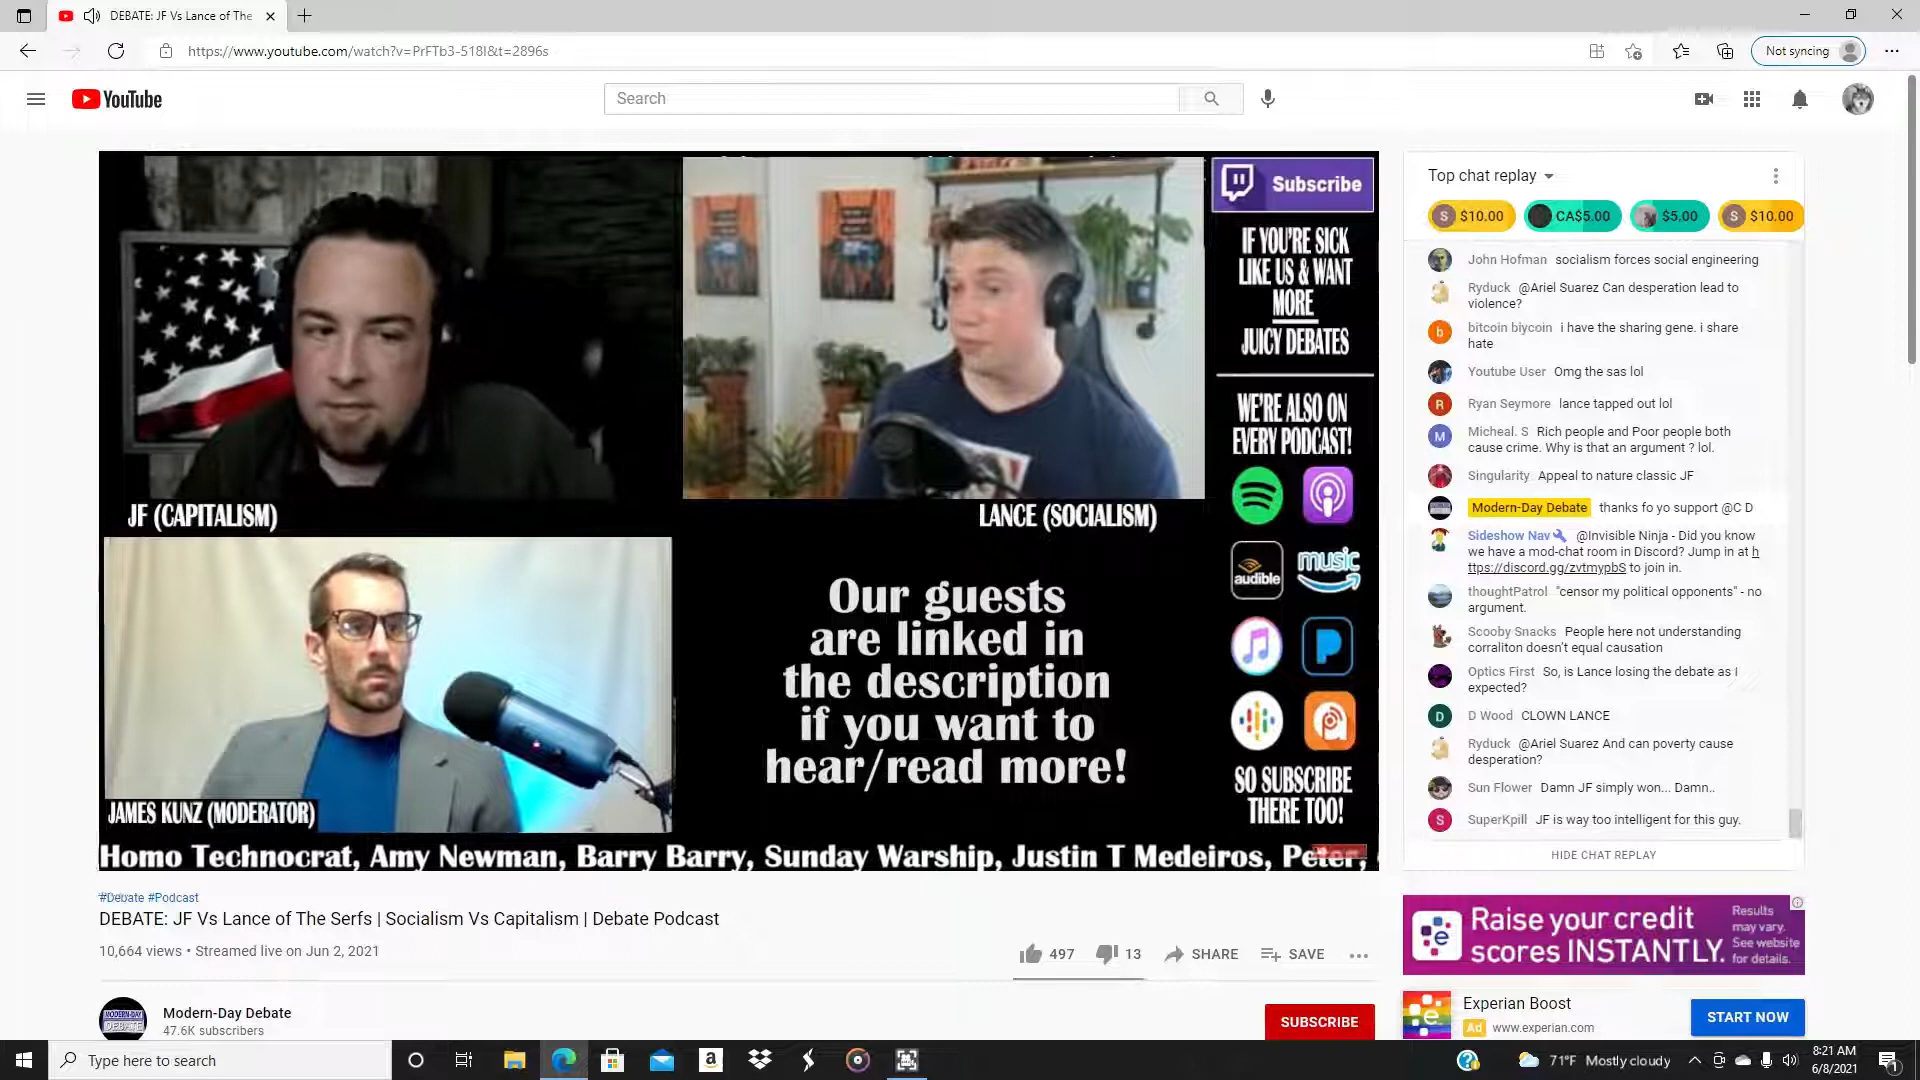 DEBATE: JF Vs Lance of The
https://www.youtube.com/watch?v=PrFTb3-518I&t=2896s
Not syncing
YouTube
Search
Subscribe
IF YOU'RE SICK
LIKE US & WANT
MORE
JUICY DEBATES
WE'RE ALSO ON
EVERY PODCAST!
audible
music
SO SUBSCRIBE
THERE TOO!
JF (CAPITALISM)
LANCE (SOCIALISM)
JAMES KUNZ (MODERATOR)
Our guests
are linked in
the description
if you want to
hear/read more!
Homo Technocrat, Amy Newman, Barry Barry, Sunday Warship, Justin T Medeiros, Peter,
Top chat replay
S $10.00 CA$5.00 $5.00 S $10.00
John Hofman socialism forces social engineering
Ryduck @Ariel Suarez Can desperation lead to
violence?
b bitcoin biycoin i have the sharing gene. i share
hate
Youtube User Omg the sas lol
R Ryan Seymore lance tapped out lol
M Micheal. S Rich people and Poor people both
cause crime. Why is that an argument ? lol.
Singularity Appeal to nature classic JF
Modern-Day Debate thanks fo yo support @C D
Sideshow Nav @Invisible Ninja - Did you know
we have a mod-chat room in Discord? Jump in at h
ttps://discord.gg/zvtmypbS to join in.
thoughtPatrol "censor my political opponents" - no
argument.
Scooby Snacks People here not understanding
corraliton doesn't equal causation
Optics First So, is Lance losing the debate as I
expected?
D D Wood CLOWN LANCE
Ryduck @Ariel Suarez And can poverty cause
desperation?
Sun Flower Damn JF simply won... Damn..
S SuperKpill JF is way too intelligent for this guy.
HIDE CHAT REPLAY
#Debate #Podcast
DEBATE: JF Vs Lance of The Serfs | Socialism Vs Capitalism | Debate Podcast
10,664 views • Streamed live on Jun 2, 2021
497 13 SHARE SAVE
MODERN-DAY
DEBATE
Modern-Day Debate
47.6K subscribers
SUBSCRIBE
Raise your credit
scores INSTANTLY.
Results
may vary.
See website
for details.
Experian Boost
Ad www.experian.com
START NOW
Type here to search
71°F Mostly cloudy
8:21 AM
6/8/2021
1